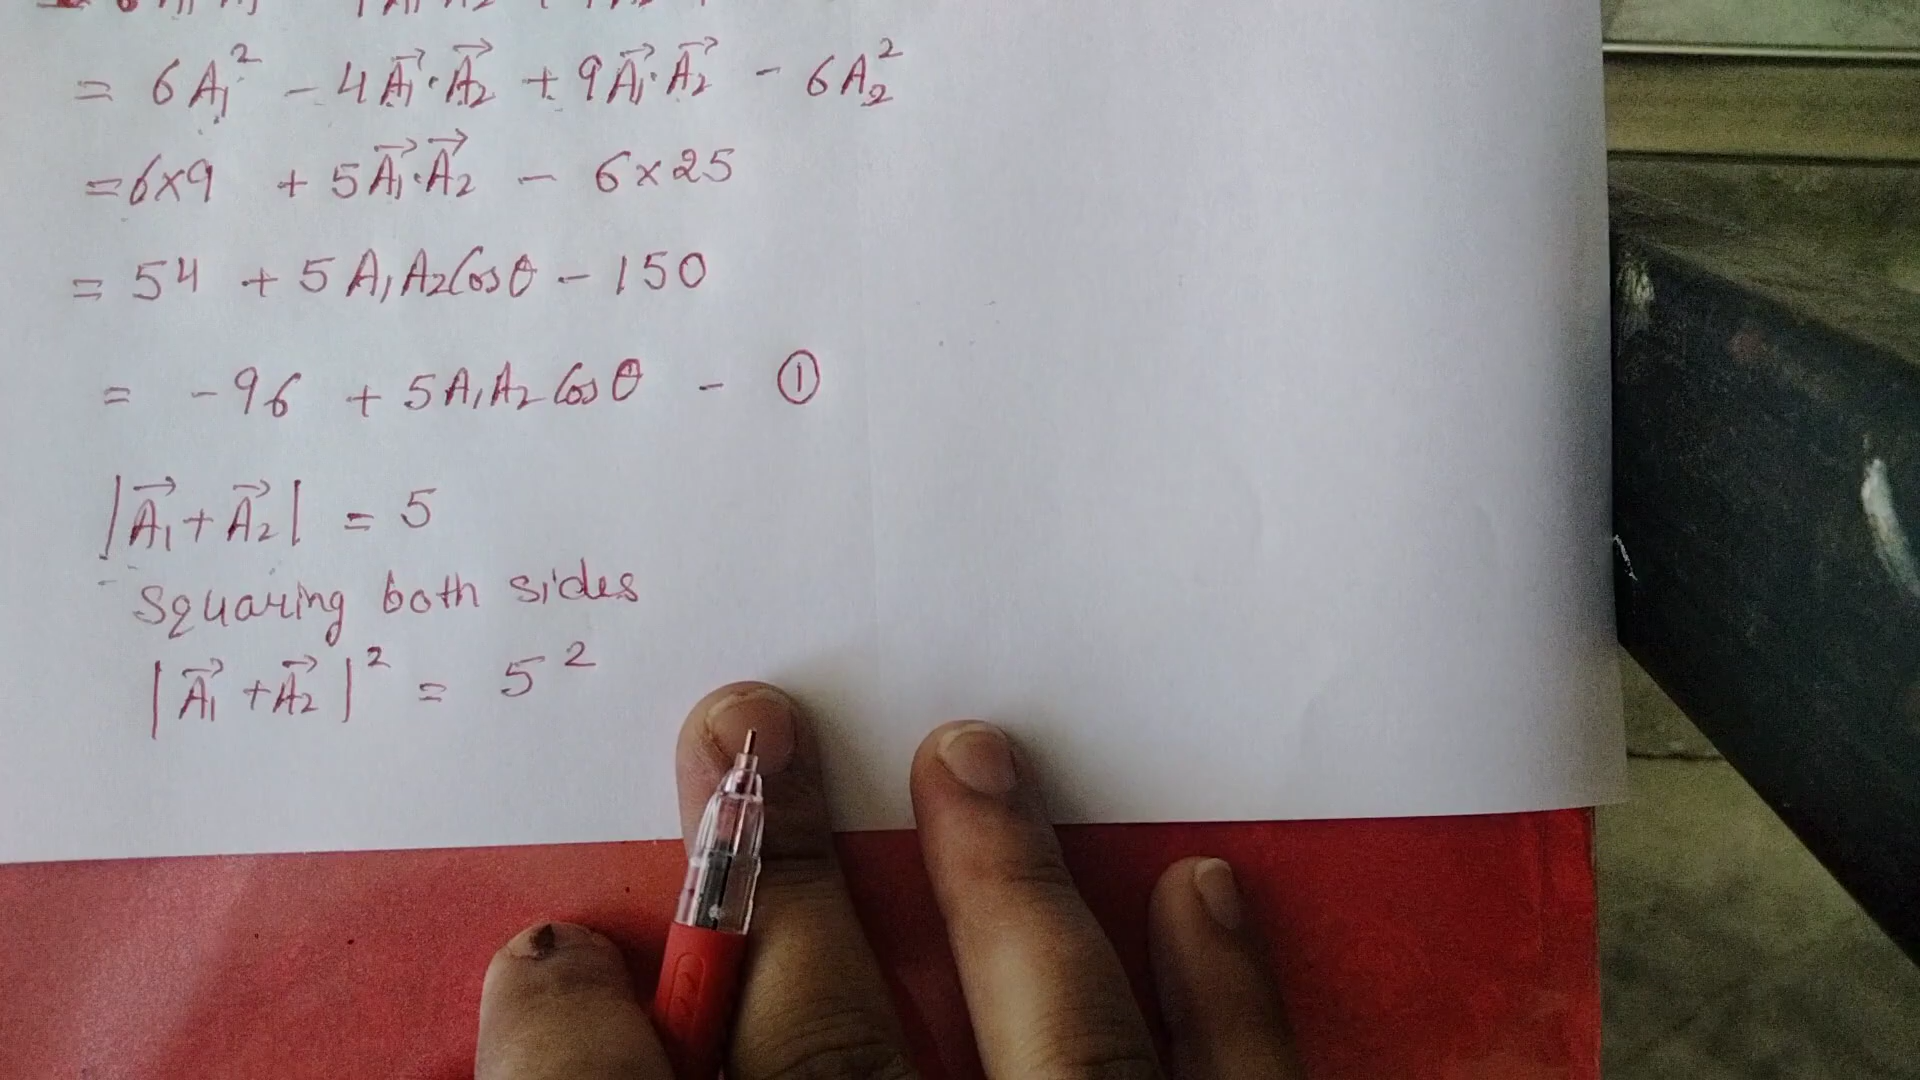 = 6A₁² - 4A⃗₁·A⃗₂ + 9A⃗₁·A⃗₂ - 6A₂²
= 6×9 + 5A⃗₁·A⃗₂ - 6×25
= 54 + 5A₁A₂Cosθ - 150
= -96 + 5A₁A₂Cosθ - ①
|A⃗₁ + A⃗₂| = 5
Squaring both sides
|A⃗₁ + A⃗₂|² = 5²